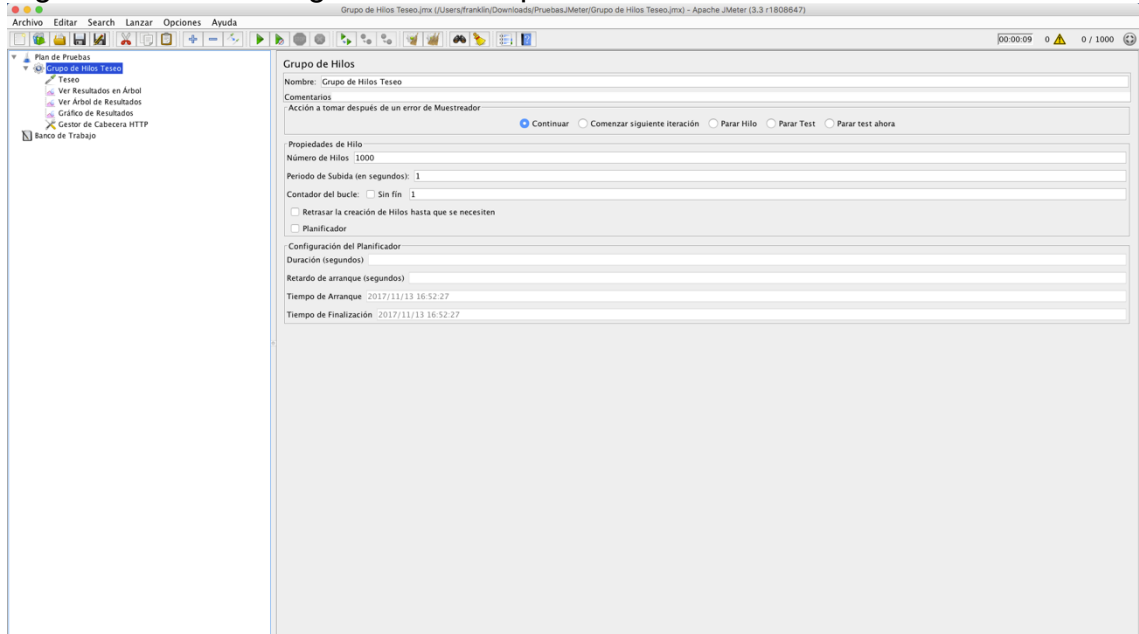 Grupo de Hilos Teseo.jmx (/Users/franklin/Downloads/PruebasJMeter/Grupo de Hilos Teseo.jmx) - Apache JMeter (3.3 r1808647)
Archivo Editar Search Lanzar Opciones Ayuda
00:00:09 0 0 / 1000
Plan de Pruebas
Grupo de Hilos Teseo
Teseo
Ver Resultados en Árbol
Ver Árbol de Resultados
Gráfico de Resultados
Gestor de Cabecera HTTP
Banco de Trabajo
Grupo de Hilos
Nombre: Grupo de Hilos Teseo
Comentarios
Acción a tomar después de un error de Muestreador
Continuar Comenzar siguiente iteración Parar Hilo Parar Test Parar test ahora
Propiedades de Hilo
Número de Hilos 1000
Periodo de Subida (en segundos): 1
Contador del bucle: Sin fín 1
Retrasar la creación de Hilos hasta que se necesiten
Planificador
Configuración del Planificador
Duración (segundos)
Retardo de arranque (segundos)
Tiempo de Arranque 2017/11/13 16:52:27
Tiempo de Finalización 2017/11/13 16:52:27